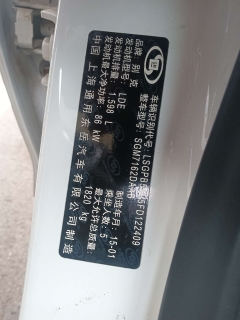 品牌:别克
发动机型号:LDE
发动机排量:1.598 L
发动机最大净功率:86 kW
中国上海通用东岳汽车有限公司制造
车辆识别代号:LSGPB 5FD122409
整车型号:SGM7162DA
制造年月:15-01
乘坐人数:5
最大允许总质量:1820 kg